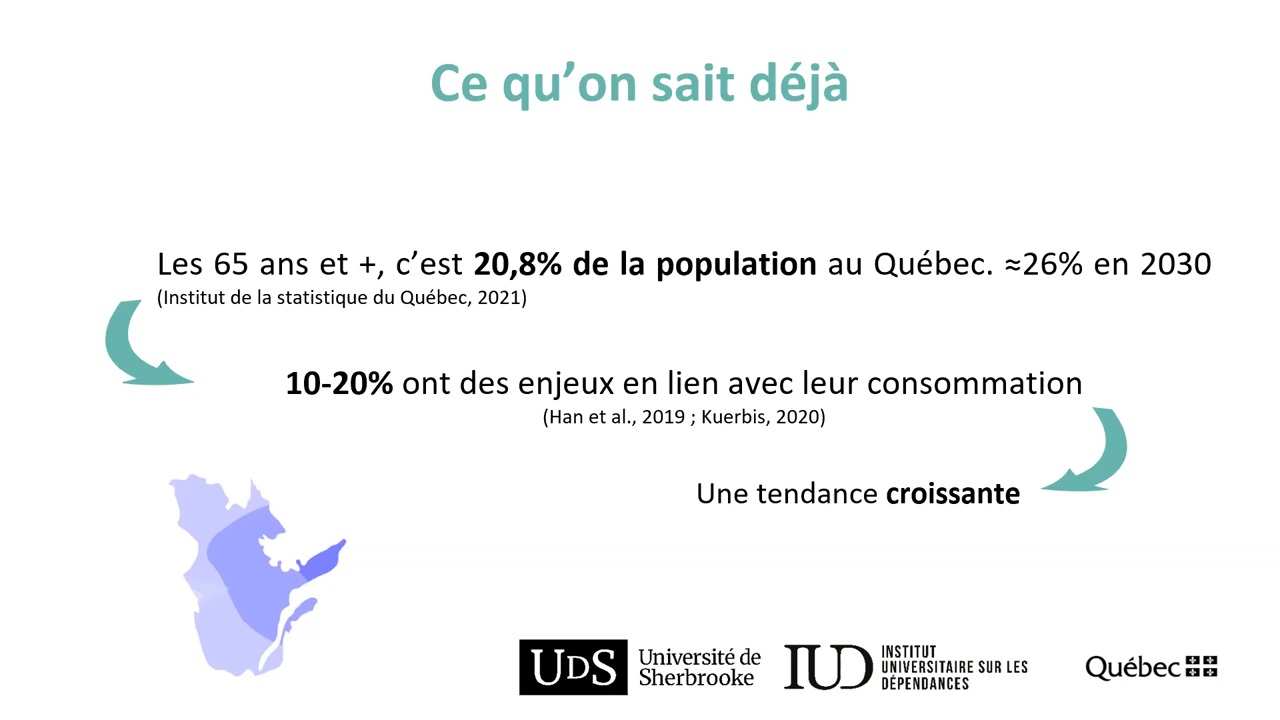 Ce qu’on sait déjà
Les 65 ans et +, c’est 20,8% de la population au Québec. ≈26% en 2030
(Institut de la statistique du Québec, 2021)
10-20% ont des enjeux en lien avec leur consommation
(Han et al., 2019 ; Kuerbis, 2020)
Une tendance croissante
UDS
Université de
Sherbrooke
IUD
INSTITUT
UNIVERSITAIRE SUR LES
DÉPENDANCES
Québec